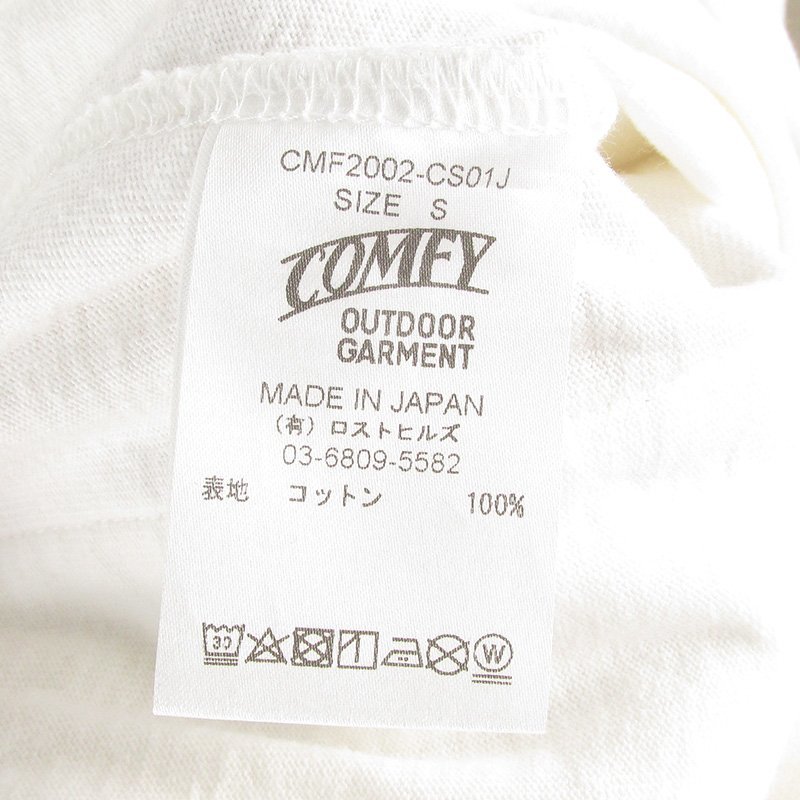 CMF2002-CS01J
SIZE S
COMFY
OUTDOOR
GARMENT
MADE IN JAPAN
（有）ロストヒルズ
03-6809-5582
表地 コットン 100%
30 W